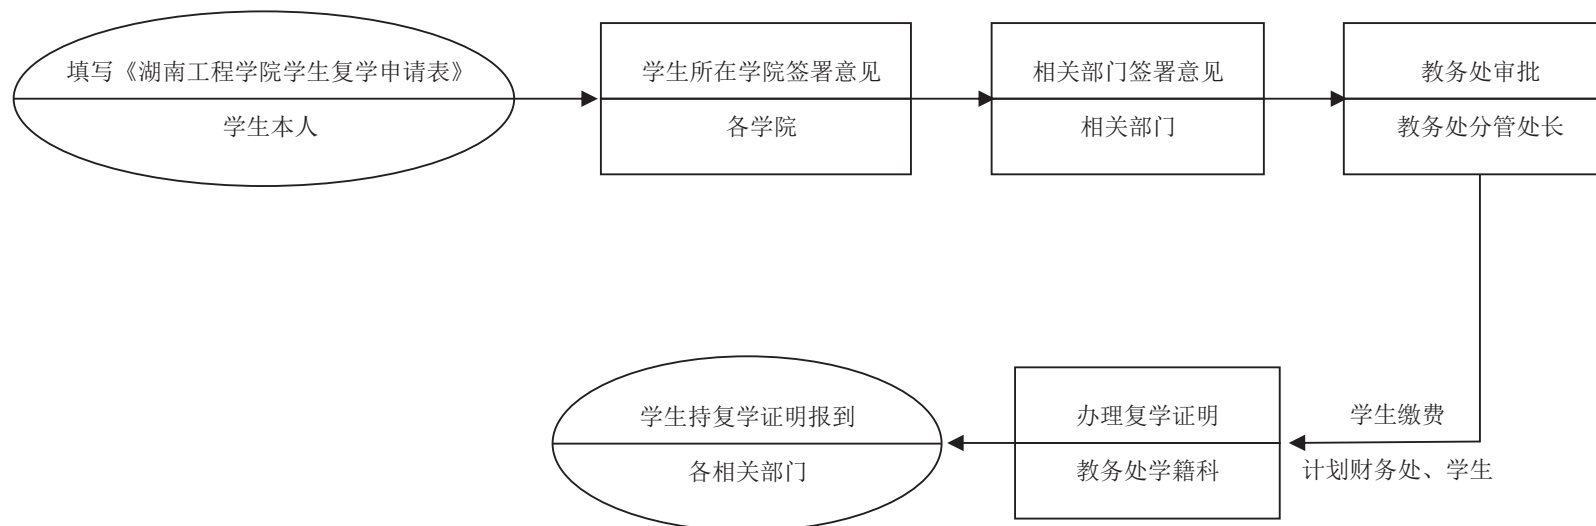 填写《湖南工程学院学生复学申请表》
学生本人
学生所在学院签署意见
各学院
相关部门签署意见
相关部门
教务处审批
教务处分管处长
学生缴费
计划财务处、学生
办理复学证明
教务处学籍科
学生持复学证明报到
各相关部门